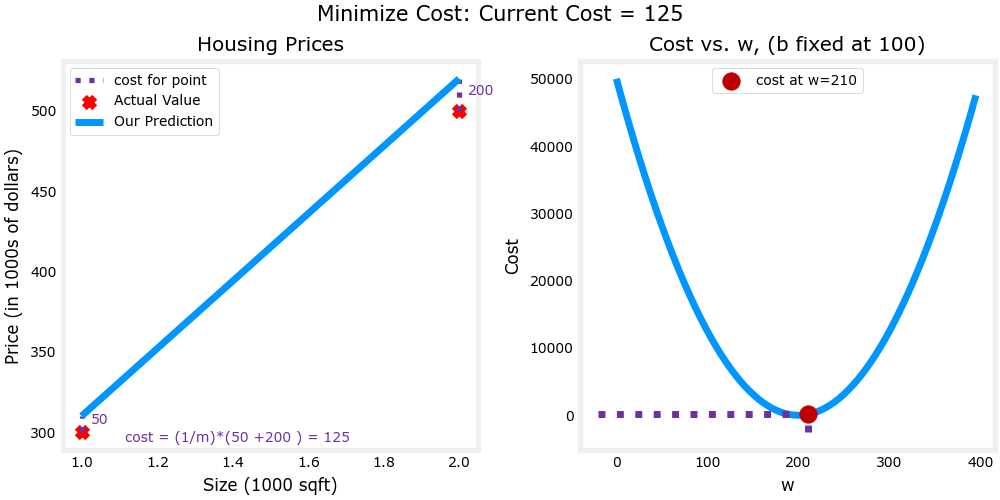 Minimize Cost: Current Cost = 125
Housing Prices
cost for point
Actual Value
Our Prediction
200
50
cost = (1/m)*(50 +200 ) = 125
Price (in 1000s of dollars)
500
450
400
350
300
1.0 1.2 1.4 1.6 1.8 2.0
Size (1000 sqft)
Cost vs. w, (b fixed at 100)
cost at w=210
Cost
50000
40000
30000
20000
10000
0
0 100 200 300 400
w